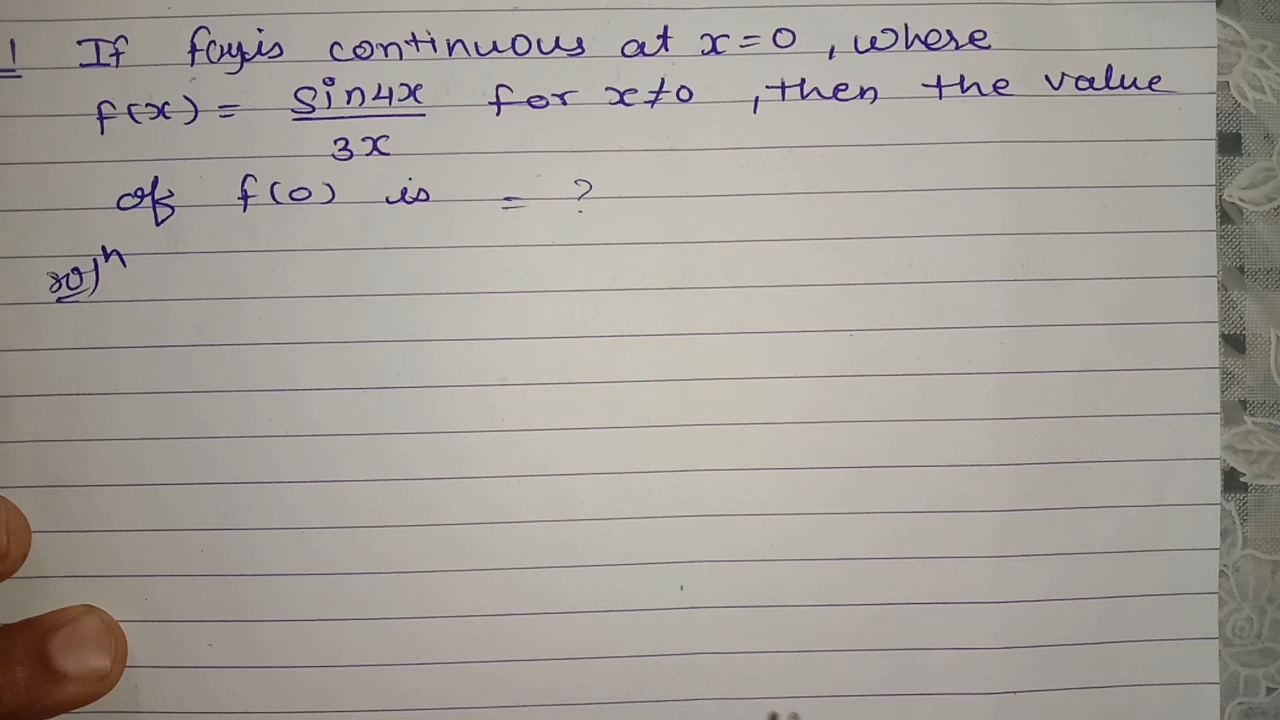 1 If f(x) is continuous at x=0, where
f(x) = sin4x / 3x for x≠0, then the value
of f(0) is = ?
solⁿ